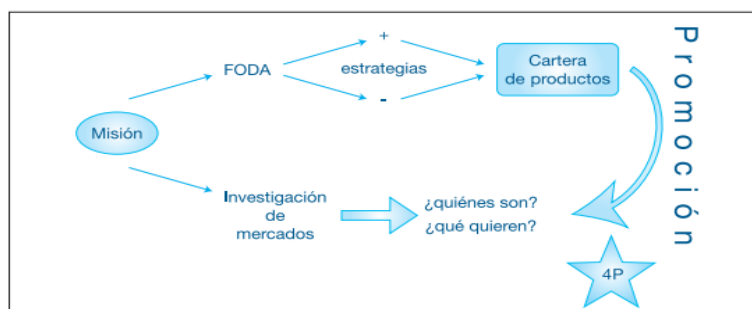 +
FODA
estrategias
-
Cartera
de productos
Misión
Investigación
de
mercados
¿quiénes son?
¿qué quieren?
4P
Promoción